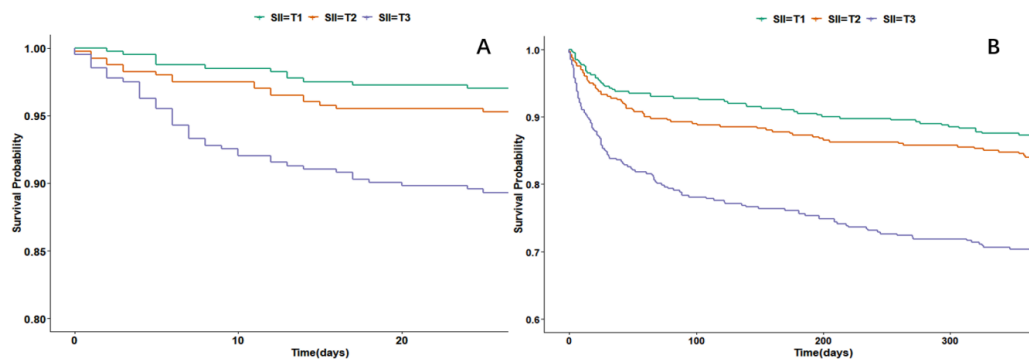 SII=T1 SII=T2 SII=T3
A
1.00
0.95
0.90
0.85
0.80
Survival Probability
0 10 20
Time(days)
SII=T1 SII=T2 SII=T3
B
1.0
0.9
0.8
0.7
0.6
Survival Probability
0 100 200 300
Time(days)